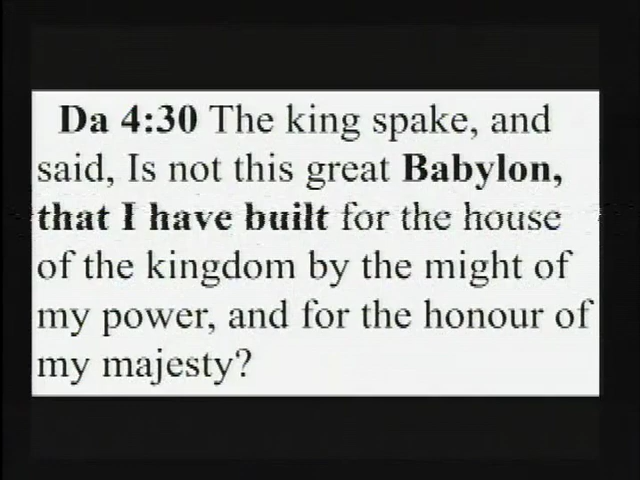 Da 4:30 The king spake, and
said, Is not this great Babylon,
that I have built for the house
of the kingdom by the might of
my power, and for the honour of
my majesty?